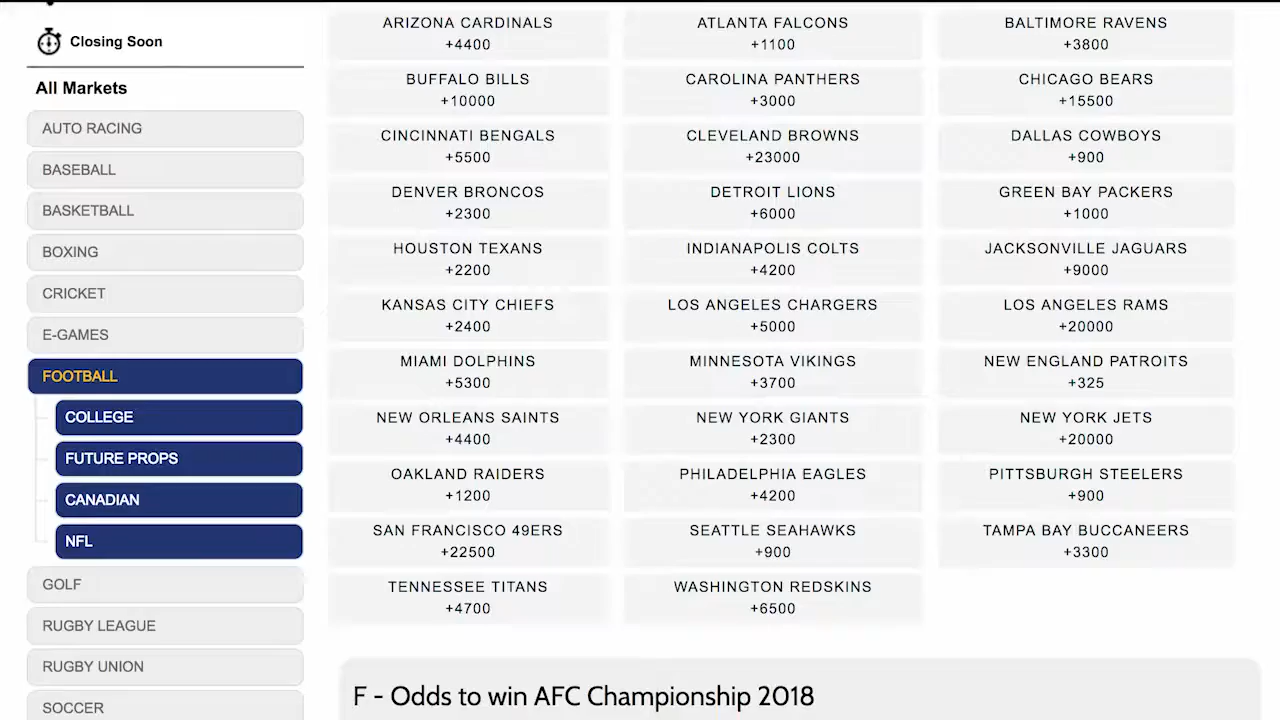 Closing Soon
All Markets
AUTO RACING
BASEBALL
BASKETBALL
BOXING
CRICKET
E-GAMES
FOOTBALL
COLLEGE
FUTURE PROPS
CANADIAN
NFL
GOLF
RUGBY LEAGUE
RUGBY UNION
SOCCER
ARIZONA CARDINALS
+4400
ATLANTA FALCONS
+1100
BALTIMORE RAVENS
+3800
BUFFALO BILLS
+10000
CAROLINA PANTHERS
+3000
CHICAGO BEARS
+15500
CINCINNATI BENGALS
+5500
CLEVELAND BROWNS
+23000
DALLAS COWBOYS
+900
DENVER BRONCOS
+2300
DETROIT LIONS
+6000
GREEN BAY PACKERS
+1000
HOUSTON TEXANS
+2200
INDIANAPOLIS COLTS
+4200
JACKSONVILLE JAGUARS
+9000
KANSAS CITY CHIEFS
+2400
LOS ANGELES CHARGERS
+5000
LOS ANGELES RAMS
+20000
MIAMI DOLPHINS
+5300
MINNESOTA VIKINGS
+3700
NEW ENGLAND PATROITS
+325
NEW ORLEANS SAINTS
+4400
NEW YORK GIANTS
+2300
NEW YORK JETS
+20000
OAKLAND RAIDERS
+1200
PHILADELPHIA EAGLES
+4200
PITTSBURGH STEELERS
+900
SAN FRANCISCO 49ERS
+22500
SEATTLE SEAHAWKS
+900
TAMPA BAY BUCCANEERS
+3300
TENNESSEE TITANS
+4700
WASHINGTON REDSKINS
+6500
F - Odds to win AFC Championship 2018